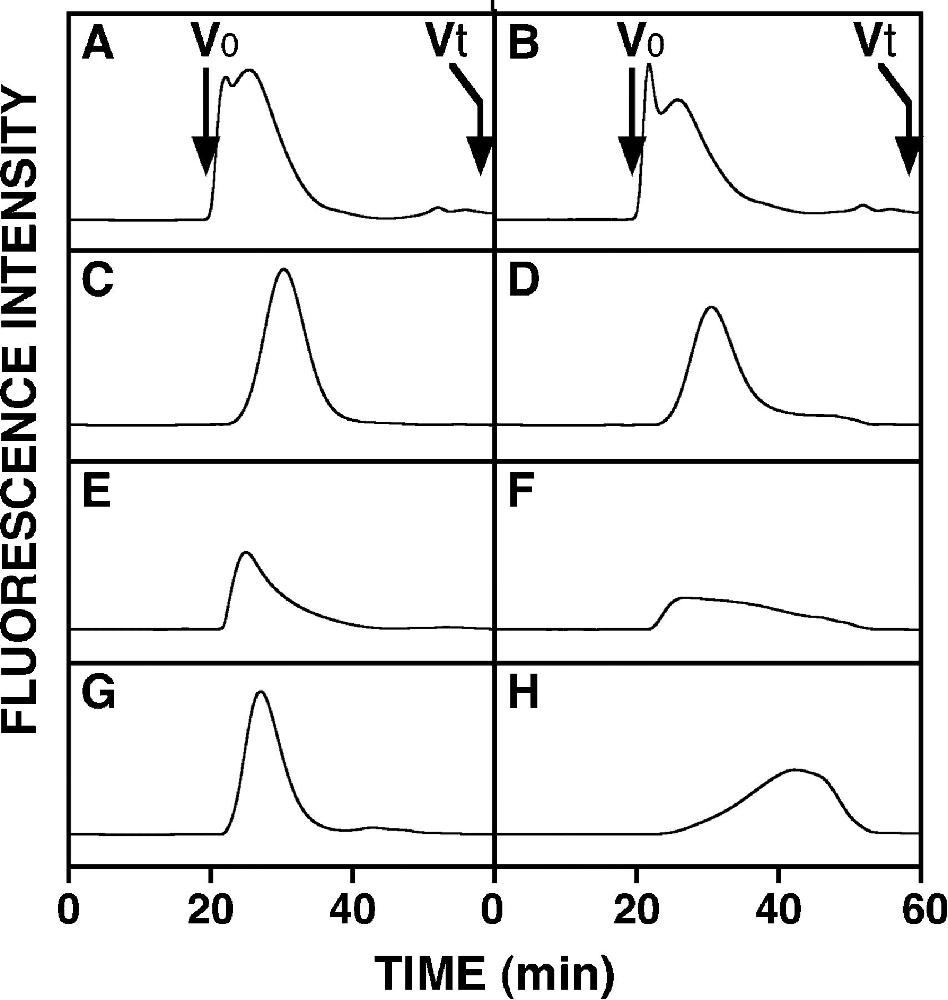 FLUORESCENCE INTENSITY
A V0 Vt B V0 Vt
C D
E F
G H
0 20 40 0 20 40 60
TIME (min)